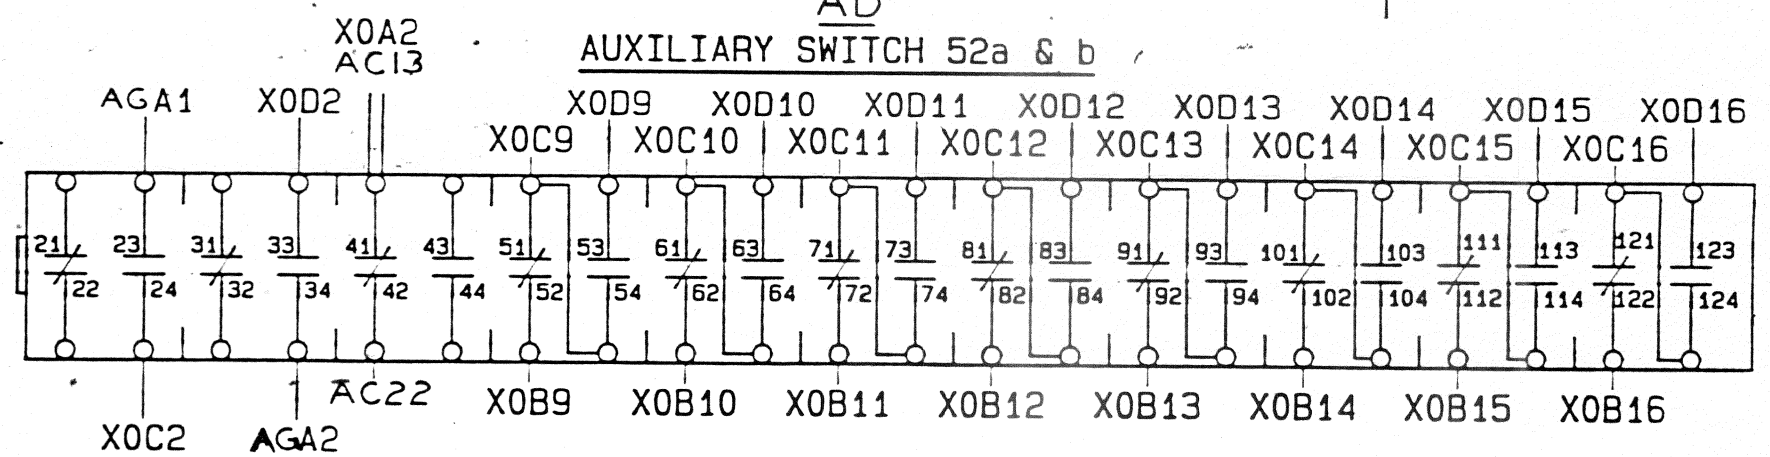 AD
AUXILIARY SWITCH 52a & b
X0A2
AC13
AGA1 X0D2 X0D9 X0D10 X0D11 X0D12 X0D13 X0D14 X0D15 X0D16
X0C9 X0C10 X0C11 X0C12 X0C13 X0C14 X0C15 X0C16
21 23 31 33 41 43 51 53 61 63 71 73 81 83 91 93 101 103 111 113 121 123
22 24 32 34 42 44 52 54 62 64 72 74 82 84 92 94 102 104 112 114 122 124
AC22 X0B9 X0B10 X0B11 X0B12 X0B13 X0B14 X0B15 X0B16
X0C2 AGA2